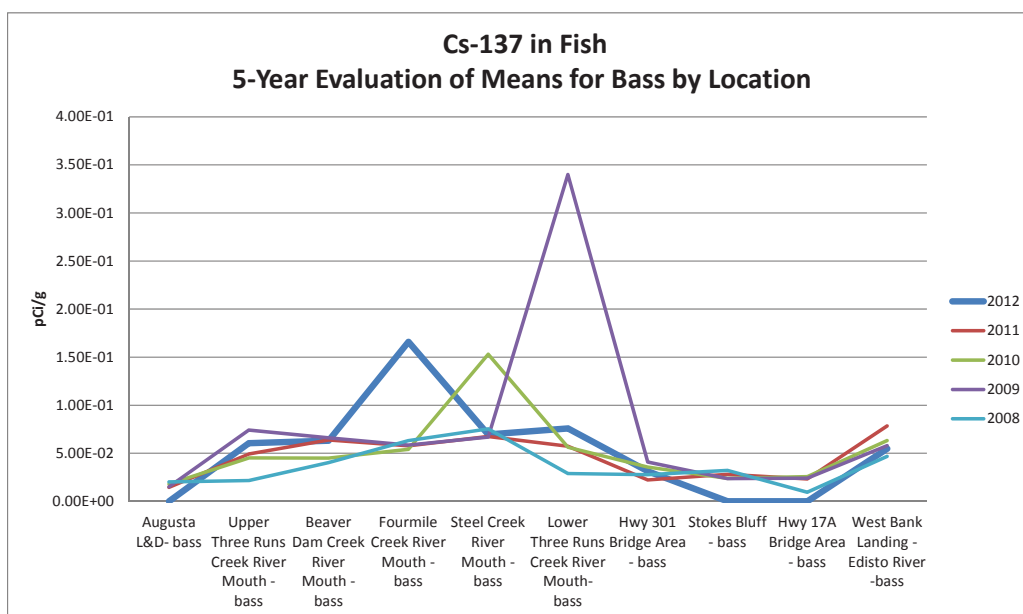 Cs-137 in Fish
5-Year Evaluation of Means for Bass by Location
pCi/g
4.00E-01
3.50E-01
3.00E-01
2.50E-01
2.00E-01
1.50E-01
1.00E-01
5.00E-02
0.00E+00
Augusta
L&D- bass
Upper
Three Runs
Creek River
Mouth -
bass
Beaver
Dam Creek
River
Mouth -
bass
Fourmile
Creek River
Mouth -
bass
Steel Creek
River
Mouth -
bass
Lower
Three Runs
Creek River
Mouth-
bass
Hwy 301
Bridge Area
- bass
Stokes Bluff
- bass
Hwy 17A
Bridge Area
- bass
West Bank
Landing -
Edisto River
-bass
2012
2011
2010
2009
2008